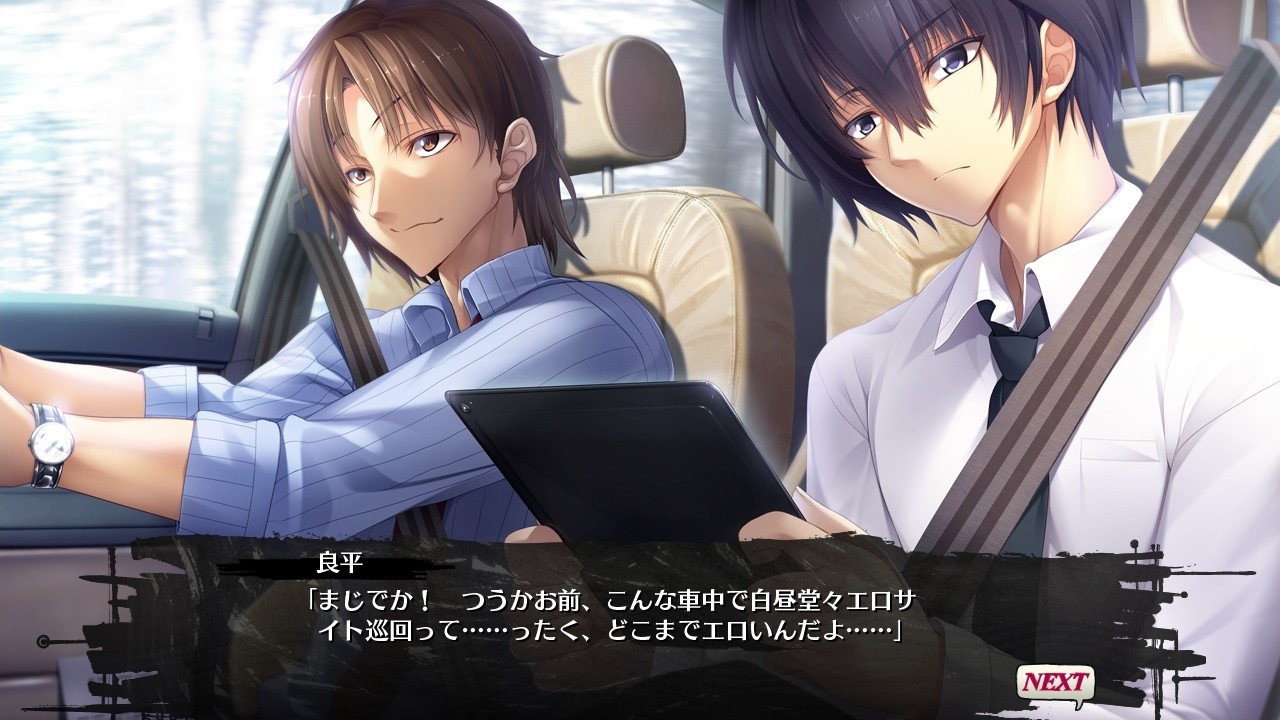 良平
「まじでか！　つうかお前、こんな車中で白昼堂々エロサ
イト巡回って……ったく、どこまでエロいんだよ……」
NEXT